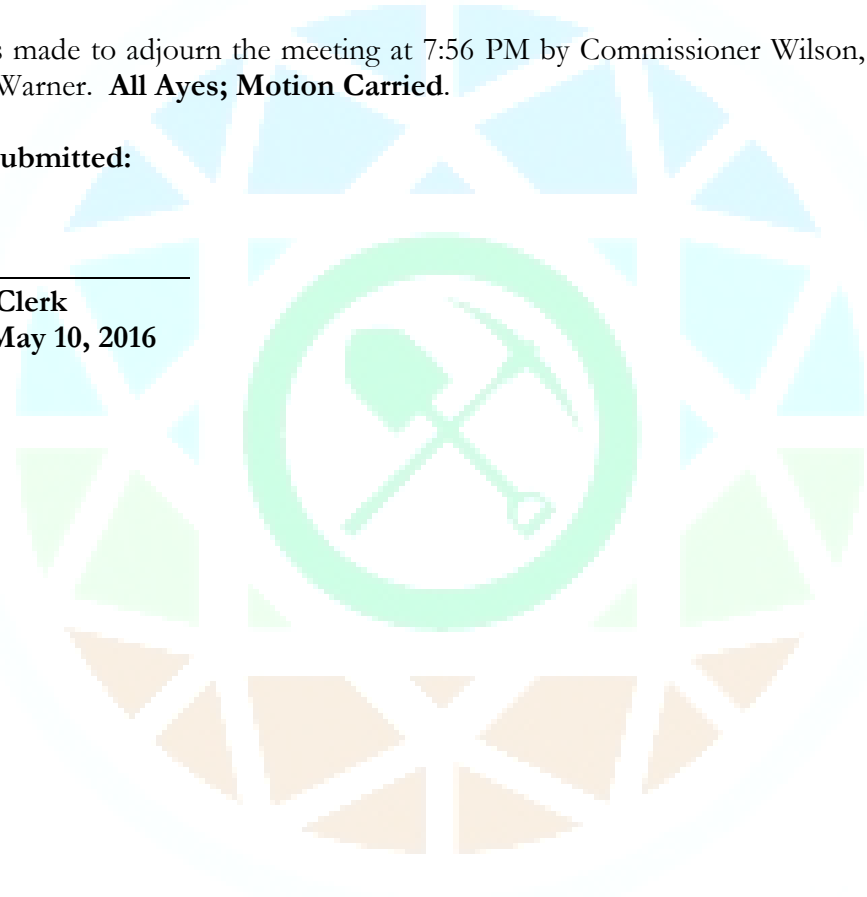 s made to adjourn the meeting at 7:56 PM by Commissioner Wilson,
Warner. All Ayes; Motion Carried.
ubmitted:
Clerk
May 10, 2016